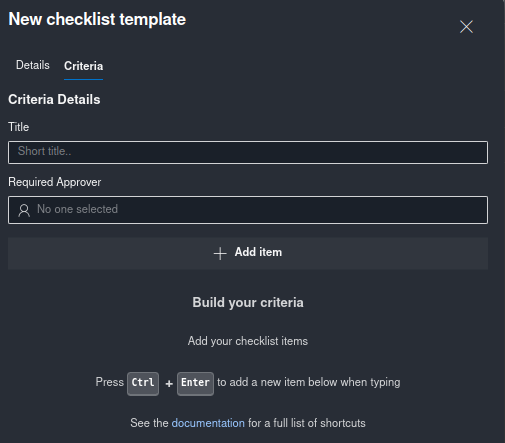 New checklist template
Details Criteria
Criteria Details
Title
Short title..
Required Approver
No one selected
Add item
Build your criteria
Add your checklist items
Press Ctrl + Enter to add a new item below when typing
See the documentation for a full list of shortcuts